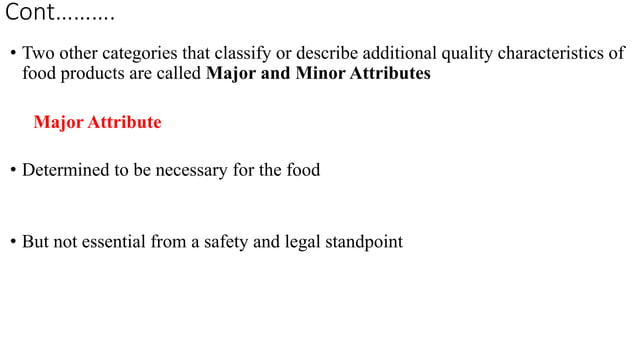 Cont……….
• Two other categories that classify or describe additional quality characteristics of
food products are called Major and Minor Attributes
Major Attribute
• Determined to be necessary for the food
• But not essential from a safety and legal standpoint